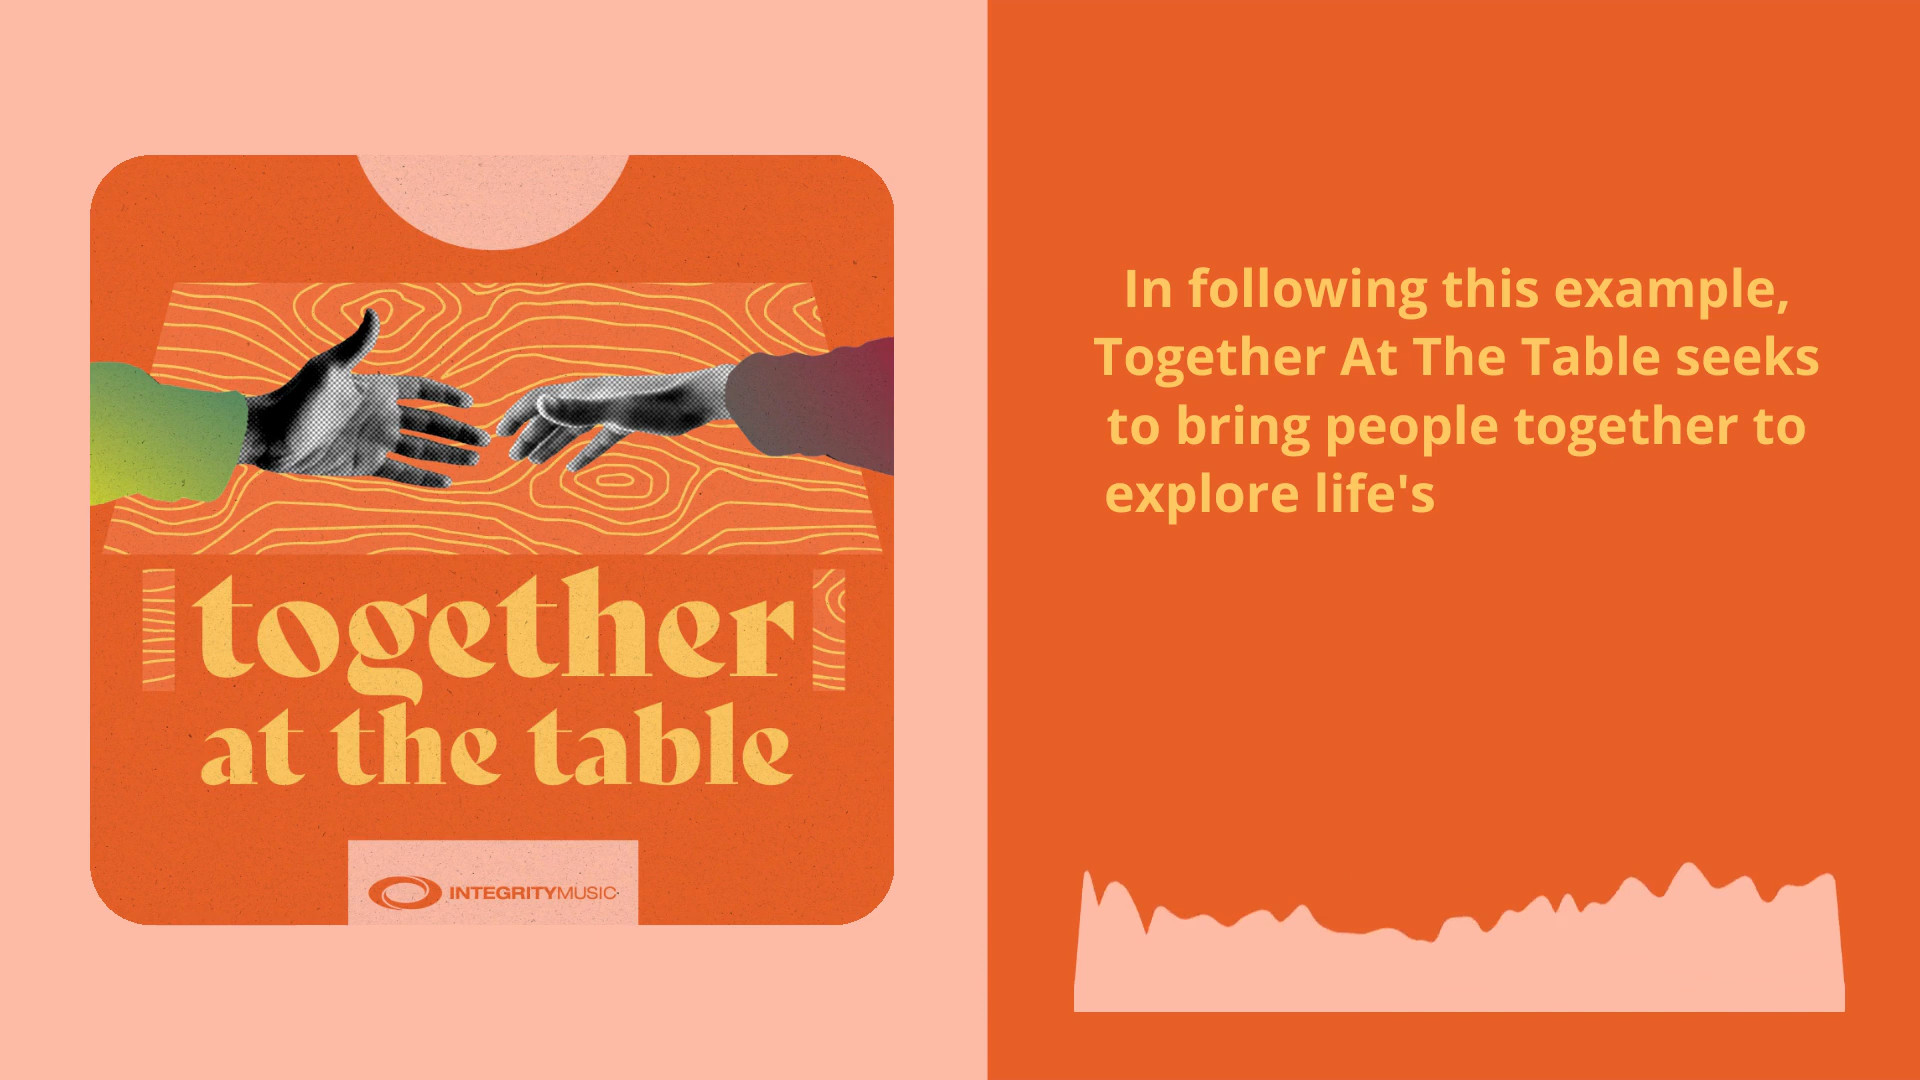 together
at the table
INTEGRITYMUSIC
In following this example,
Together At The Table seeks
to bring people together to
explore life's